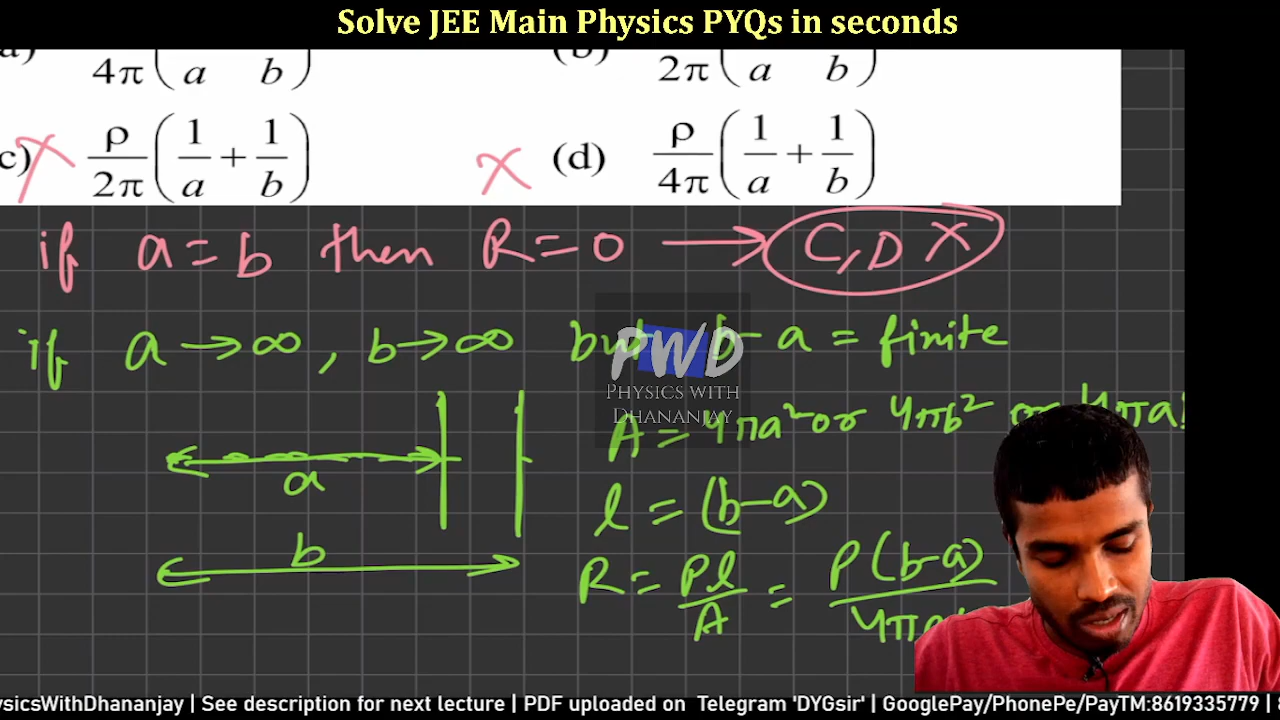 Solve JEE Main Physics PYQs in seconds
4π ( a b ) (b) 2π ( a b )
c) X ρ/2π (1/a + 1/b) X (d) ρ/4π (1/a + 1/b)
if a = b then R = 0 → C, D X
if a → ∞, b → ∞ but b - a = finite
PWD
PHYSICS WITH
DHANANJAY
A = 4πa² or 4πb² or 4πa
a
l = (b-a)
b
R = ρl/A = ρ(b-a)/4πa
sicsWithDhananjay | See description for next lecture | PDF uploaded on Telegram 'DYGsir' | GooglePay/PhonePe/PayTM:8619335779 |